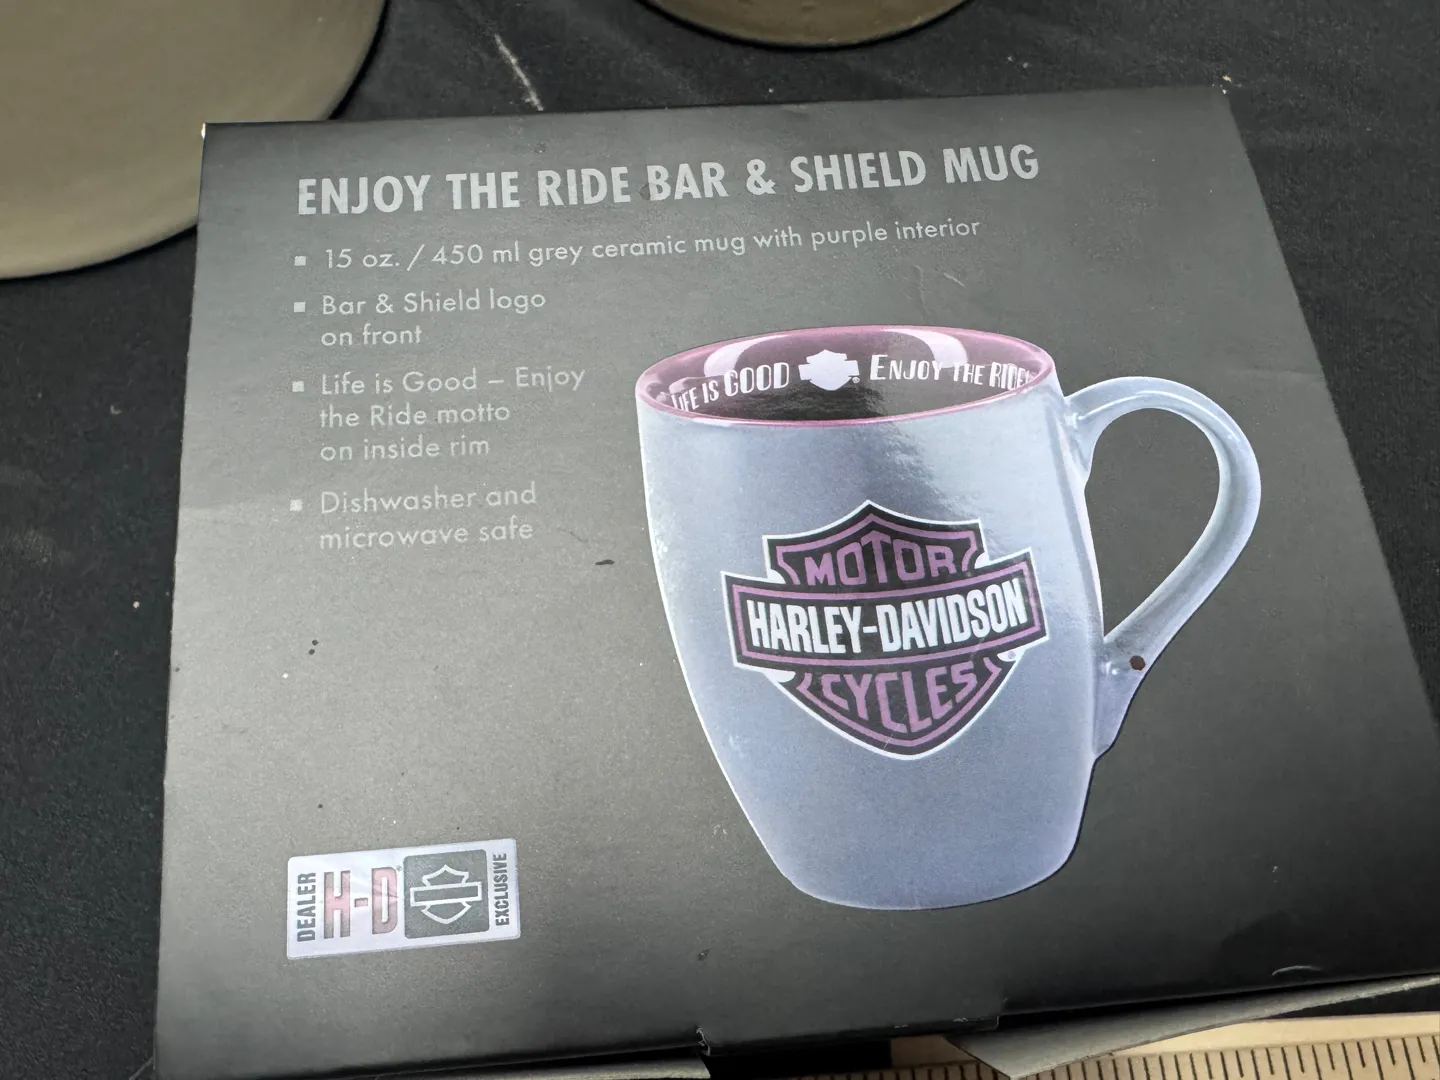 ENJOY THE RIDE BAR & SHIELD MUG
▪ 15 oz. / 450 ml grey ceramic mug with purple interior
▪ Bar & Shield logo
on front
▪ Life is Good – Enjoy
the Ride motto
on inside rim
▪ Dishwasher and
microwave safe
LIFE IS GOOD ENJOY THE RIDE!
MOTOR
HARLEY-DAVIDSON
CYCLES
DEALER
H-D
EXCLUSIVE